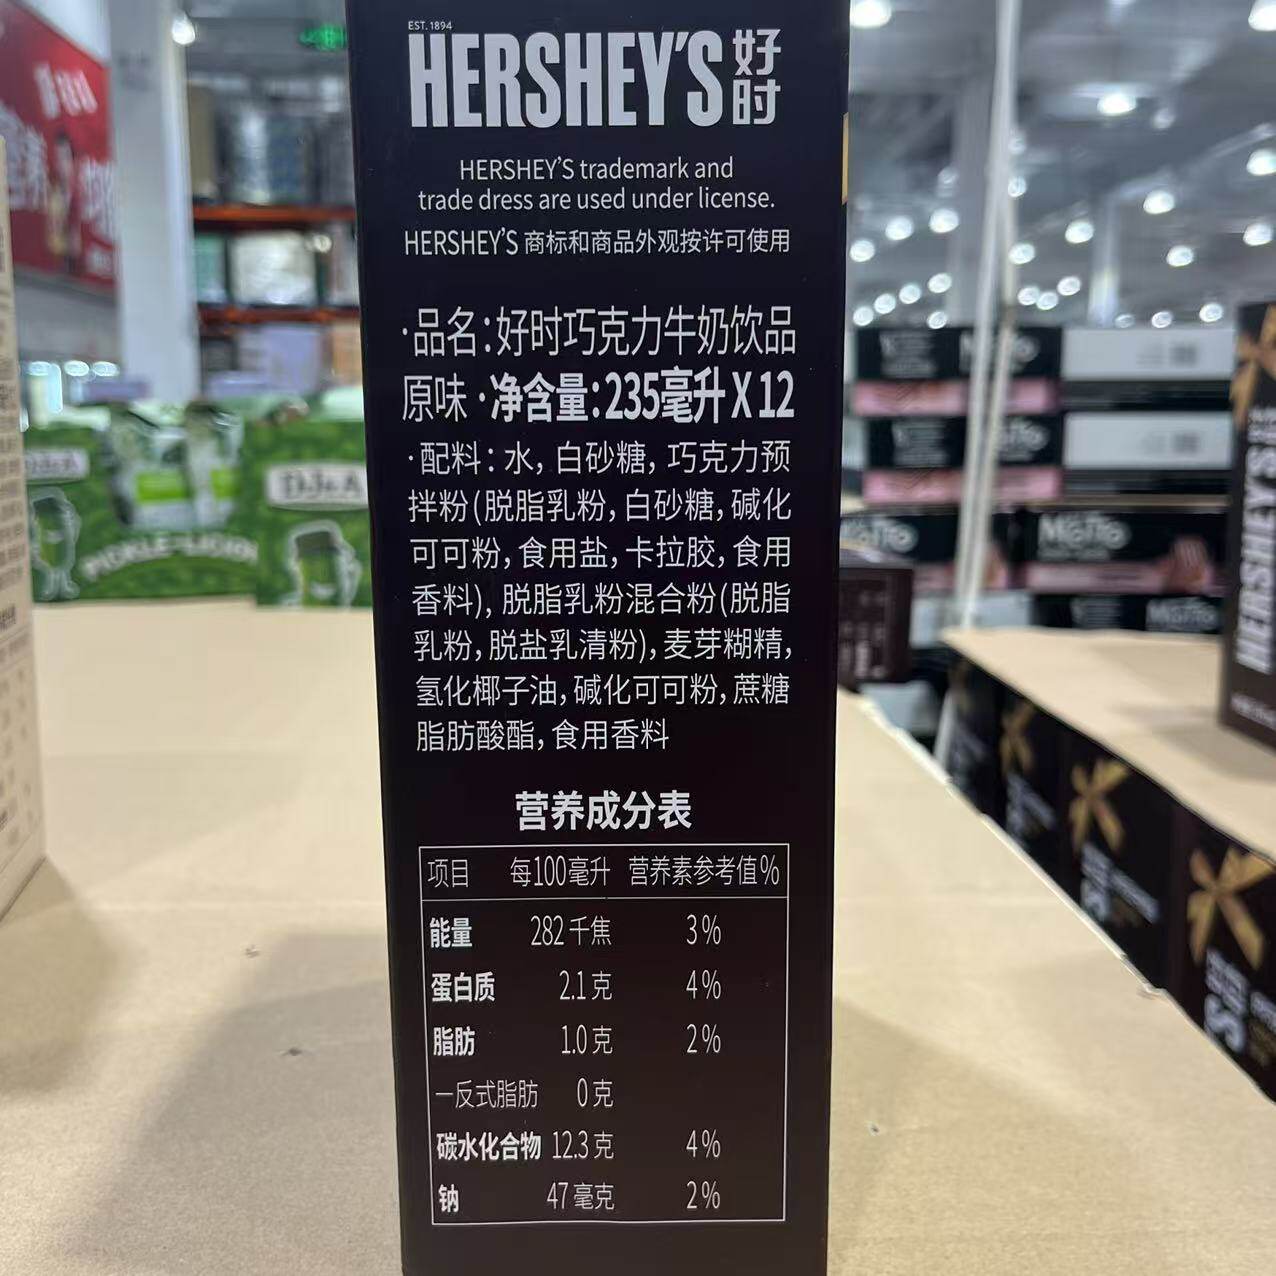 EST. 1894
HERSHEY'S 好时
HERSHEY'S trademark and
trade dress are used under license.
HERSHEY'S 商标和商品外观按许可使用
·品名:好时巧克力牛奶饮品
原味 ·净含量:235毫升X12
·配料: 水, 白砂糖, 巧克力预
拌粉(脱脂乳粉, 白砂糖, 碱化
可可粉, 食用盐, 卡拉胶, 食用
香料), 脱脂乳粉混合粉(脱脂
乳粉, 脱盐乳清粉), 麦芽糊精,
氢化椰子油, 碱化可可粉, 蔗糖
脂肪酸酯, 食用香料
营养成分表
项目 每100毫升 营养素参考值%
能量 282千焦 3%
蛋白质 2.1克 4%
脂肪 1.0克 2%
—反式脂肪 0克
碳水化合物 12.3克 4%
钠 47毫克 2%
PICKLE-LICIOU
MOTTO
HERSHEY'S